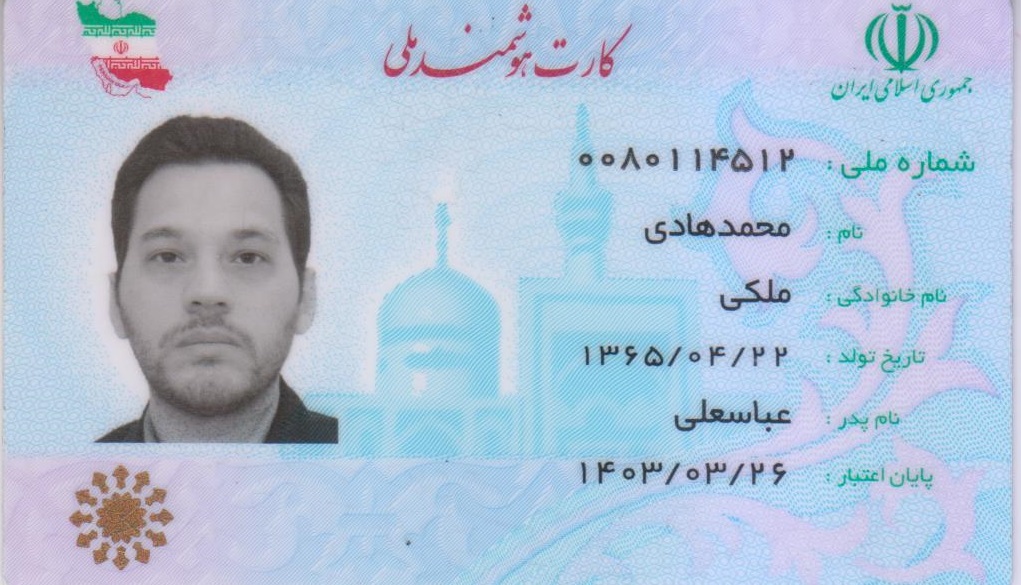 کارت هوشمند ملی
جمهوری اسلامی ایران
شماره ملی : ۰۰۸۰۱۱۴۵۱۲
نام : محمدهادی
نام خانوادگی : ملکی
تاریخ تولد : ۱۳۶۵/۰۴/۲۲
نام پدر : عباسعلی
پایان اعتبار : ۱۴۰۳/۰۳/۲۶